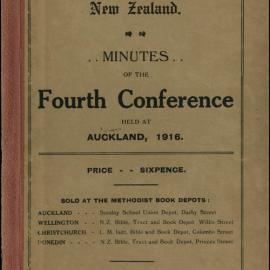 New Zealand.
..MINUTES..
OF THE
Fourth Conference
HELD AT
AUCKLAND, 1916.
PRICE - - SIXPENCE.
SOLD AT THE METHODIST BOOK DEPOTS:
AUCKLAND - - - Sunday School Union Depot, Darby Street
WELLINGTON - - N.Z. Bible, Tract and Book Depot, Willis Street
CHRISTCHURCH - L. M. Isitt, Bible and Book Depot, Colombo Street
DUNEDIN - - - N.Z. Bible, Tract and Book Depot, Princes Street